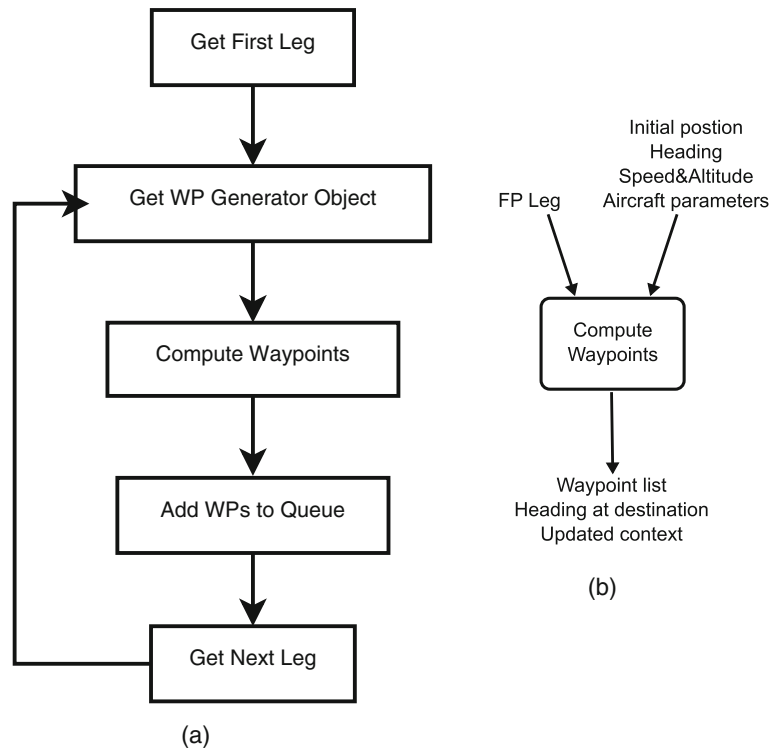 Get First Leg
Get WP Generator Object
Compute Waypoints
Add WPs to Queue
Get Next Leg
(a)
FP Leg
Initial postion
Heading
Speed&Altitude
Aircraft parameters
Compute
Waypoints
Waypoint list
Heading at destination
Updated context
(b)